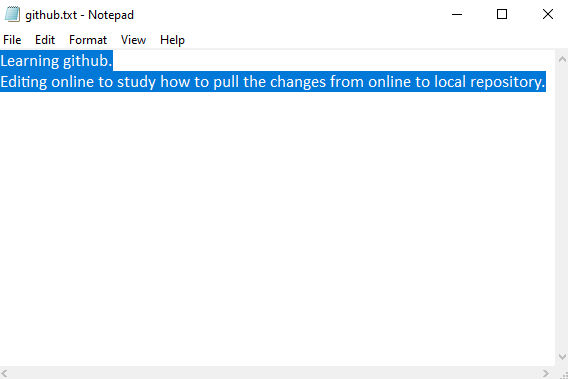 github.txt - Notepad
File Edit Format View Help
Learning github.
Editing online to study how to pull the changes from online to local repository.